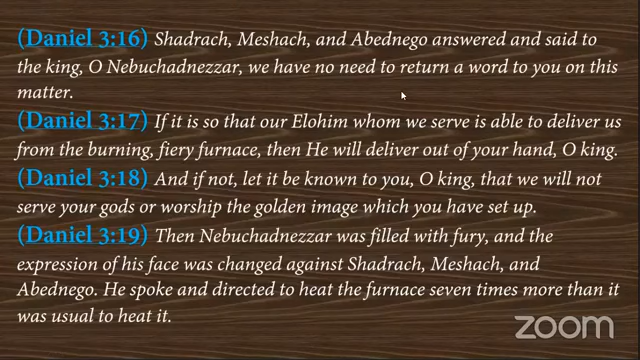 (Daniel 3:16) Shadrach, Meshach, and Abednego answered and said to
the king, O Nebuchadnezzar, we have no need to return a word to you on this
matter.
(Daniel 3:17) If it is so that our Elohim whom we serve is able to deliver us
from the burning, fiery furnace, then He will deliver out of your hand, O king.
(Daniel 3:18) And if not, let it be known to you, O king, that we will not
serve your gods or worship the golden image which you have set up.
(Daniel 3:19) Then Nebuchadnezzar was filled with fury, and the
expression of his face was changed against Shadrach, Meshach, and
Abednego. He spoke and directed to heat the furnace seven times more than it
was usual to heat it.
zoom